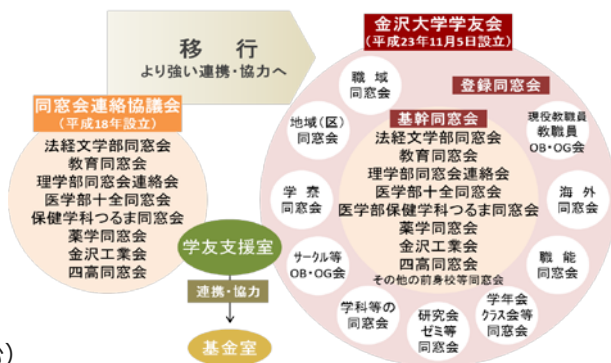 移　行
より強い連携・協力へ
同窓会連絡協議会
(平成18年設立)
法経文学部同窓会
教育同窓会
理学部同窓会連絡会
医学部十全同窓会
保健学科つるま同窓会
薬学同窓会
金沢工業会
四高同窓会
学友支援室
連携・協力
基金室
金沢大学学友会
(平成23年11月5日設立)
登録同窓会
基幹同窓会
法経文学部同窓会
教育同窓会
理学部同窓会連絡会
医学部十全同窓会
医学部保健学科つるま同窓会
薬学同窓会
金沢工業会
四高同窓会
その他の前身校等同窓会
職域
同窓会
地域(区)
同窓会
学寮
同窓会
サークル等
OB・OG会
学科等の
同窓会
研究会
ゼミ等
同窓会
学年会
クラス会等
同窓会
職能
同窓会
海外
同窓会
現役教職員
教職員
OB・OG会